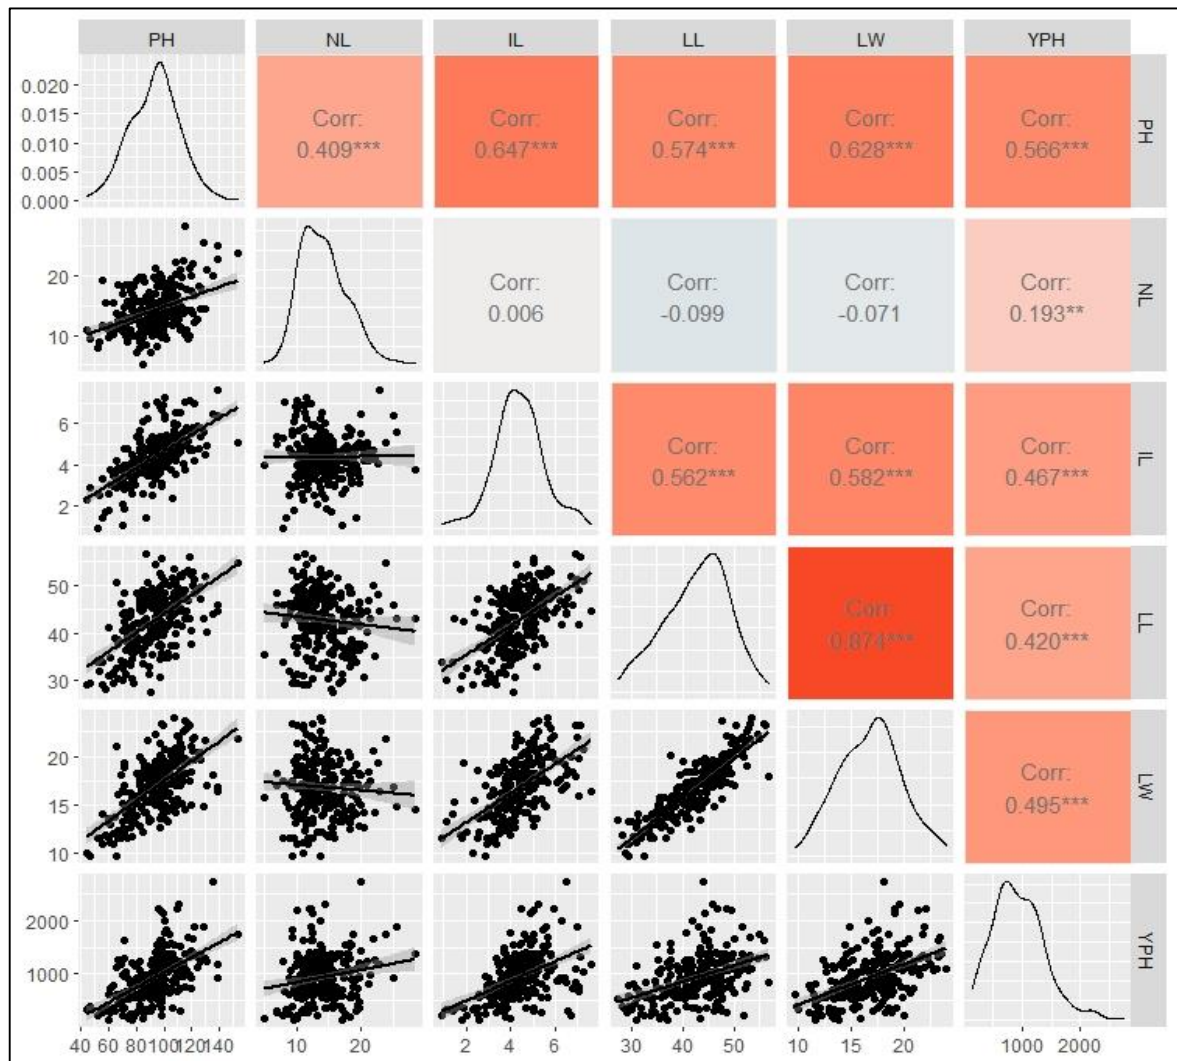 PH NL IL LL LW YPH
0.020
0.015
0.010
0.005
0.000
Corr:
0.409***
Corr:
0.647***
Corr:
0.574***
Corr:
0.628***
Corr:
0.566***
PH
20
10
Corr:
0.006
Corr:
-0.099
Corr:
-0.071
Corr:
0.193**
NL
6
4
2
Corr:
0.562***
Corr:
0.582***
Corr:
0.467***
IL
50
40
30
Corr:
0.874***
Corr:
0.420***
LL
20
15
10
Corr:
0.495***
LW
2000
1000
YPH
40 60 80 100 120 140
10 20
2 4 6
30 40 50
10 15 20
1000 2000